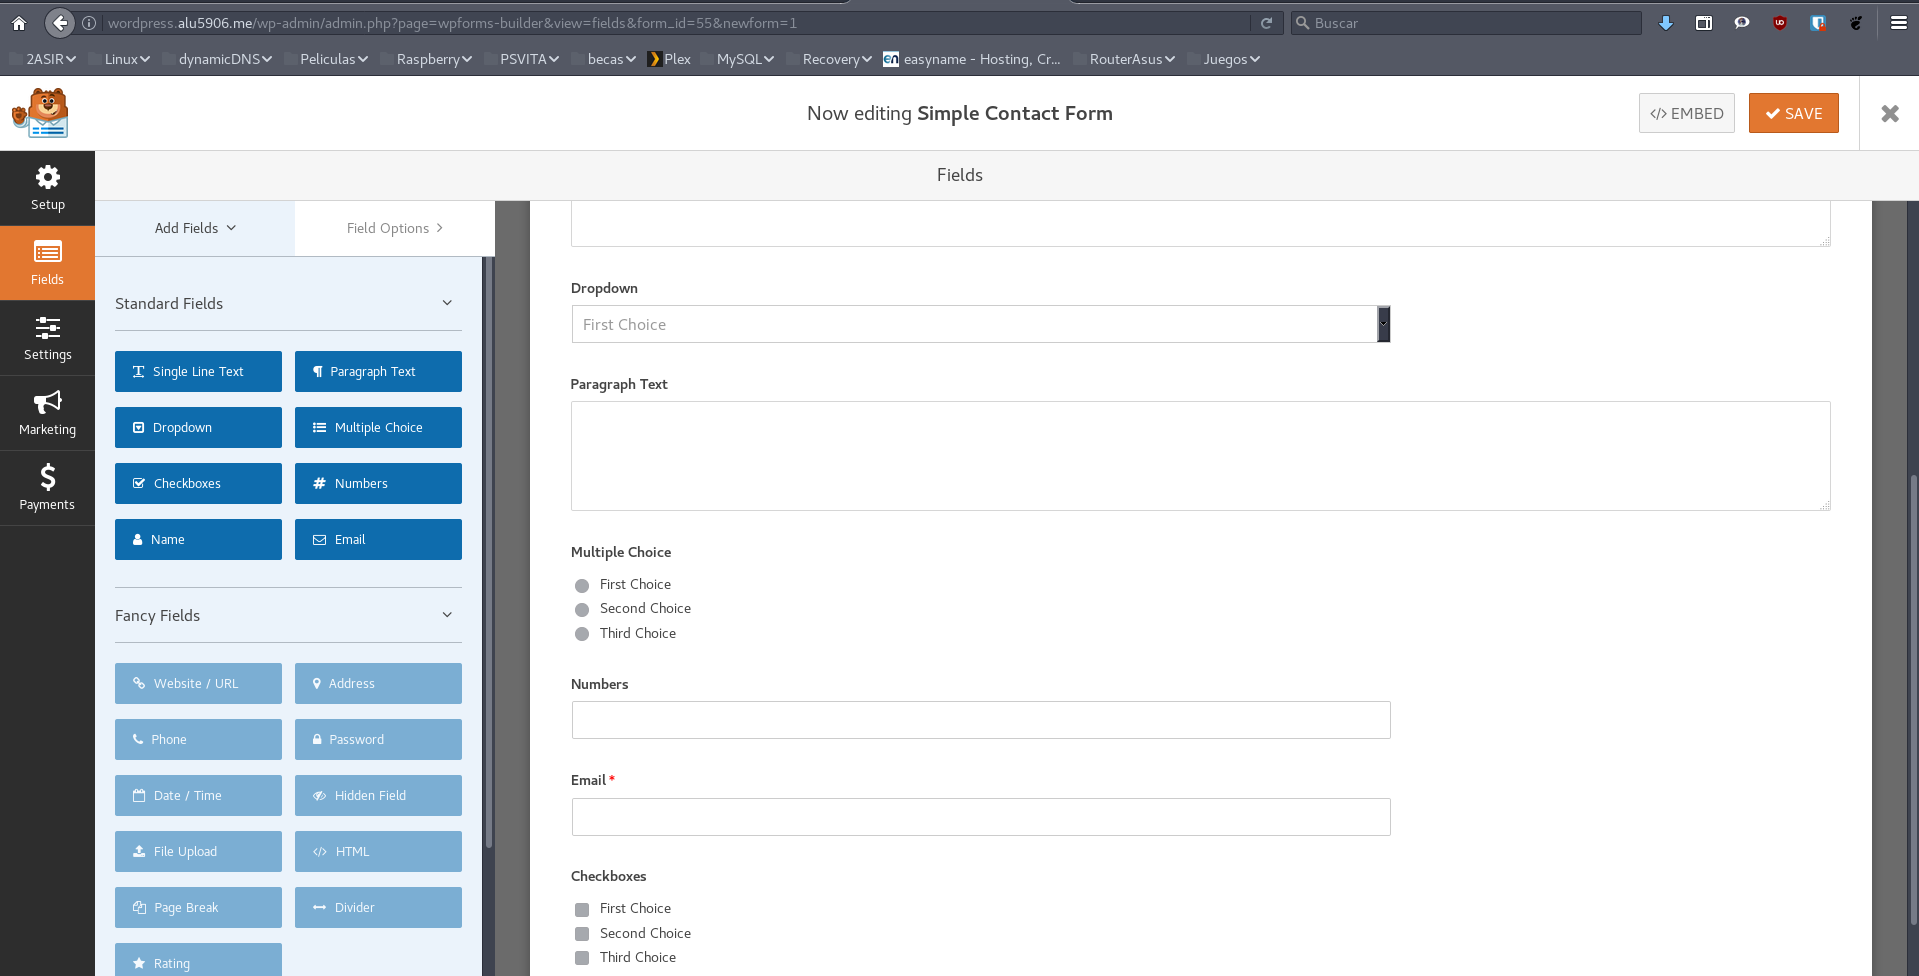 wordpress.alu5906.me/wp-admin/admin.php?page=wpforms-builder&view=fields&form_id=55&newform=1
Buscar
2ASIR Linux dynamicDNS Peliculas Raspberry PSVITA becas Plex MySQL Recovery en easyname - Hosting, Cr... RouterAsus Juegos
Now editing Simple Contact Form
</> EMBED
SAVE
Fields
Setup
Fields
Settings
Marketing
Payments
Add Fields
Field Options
Standard Fields
Single Line Text
Paragraph Text
Dropdown
Multiple Choice
Checkboxes
Numbers
Name
Email
Fancy Fields
Website / URL
Address
Phone
Password
Date / Time
Hidden Field
File Upload
</> HTML
Page Break
Divider
Rating
Dropdown
First Choice
Paragraph Text
Multiple Choice
First Choice
Second Choice
Third Choice
Numbers
Email *
Checkboxes
First Choice
Second Choice
Third Choice